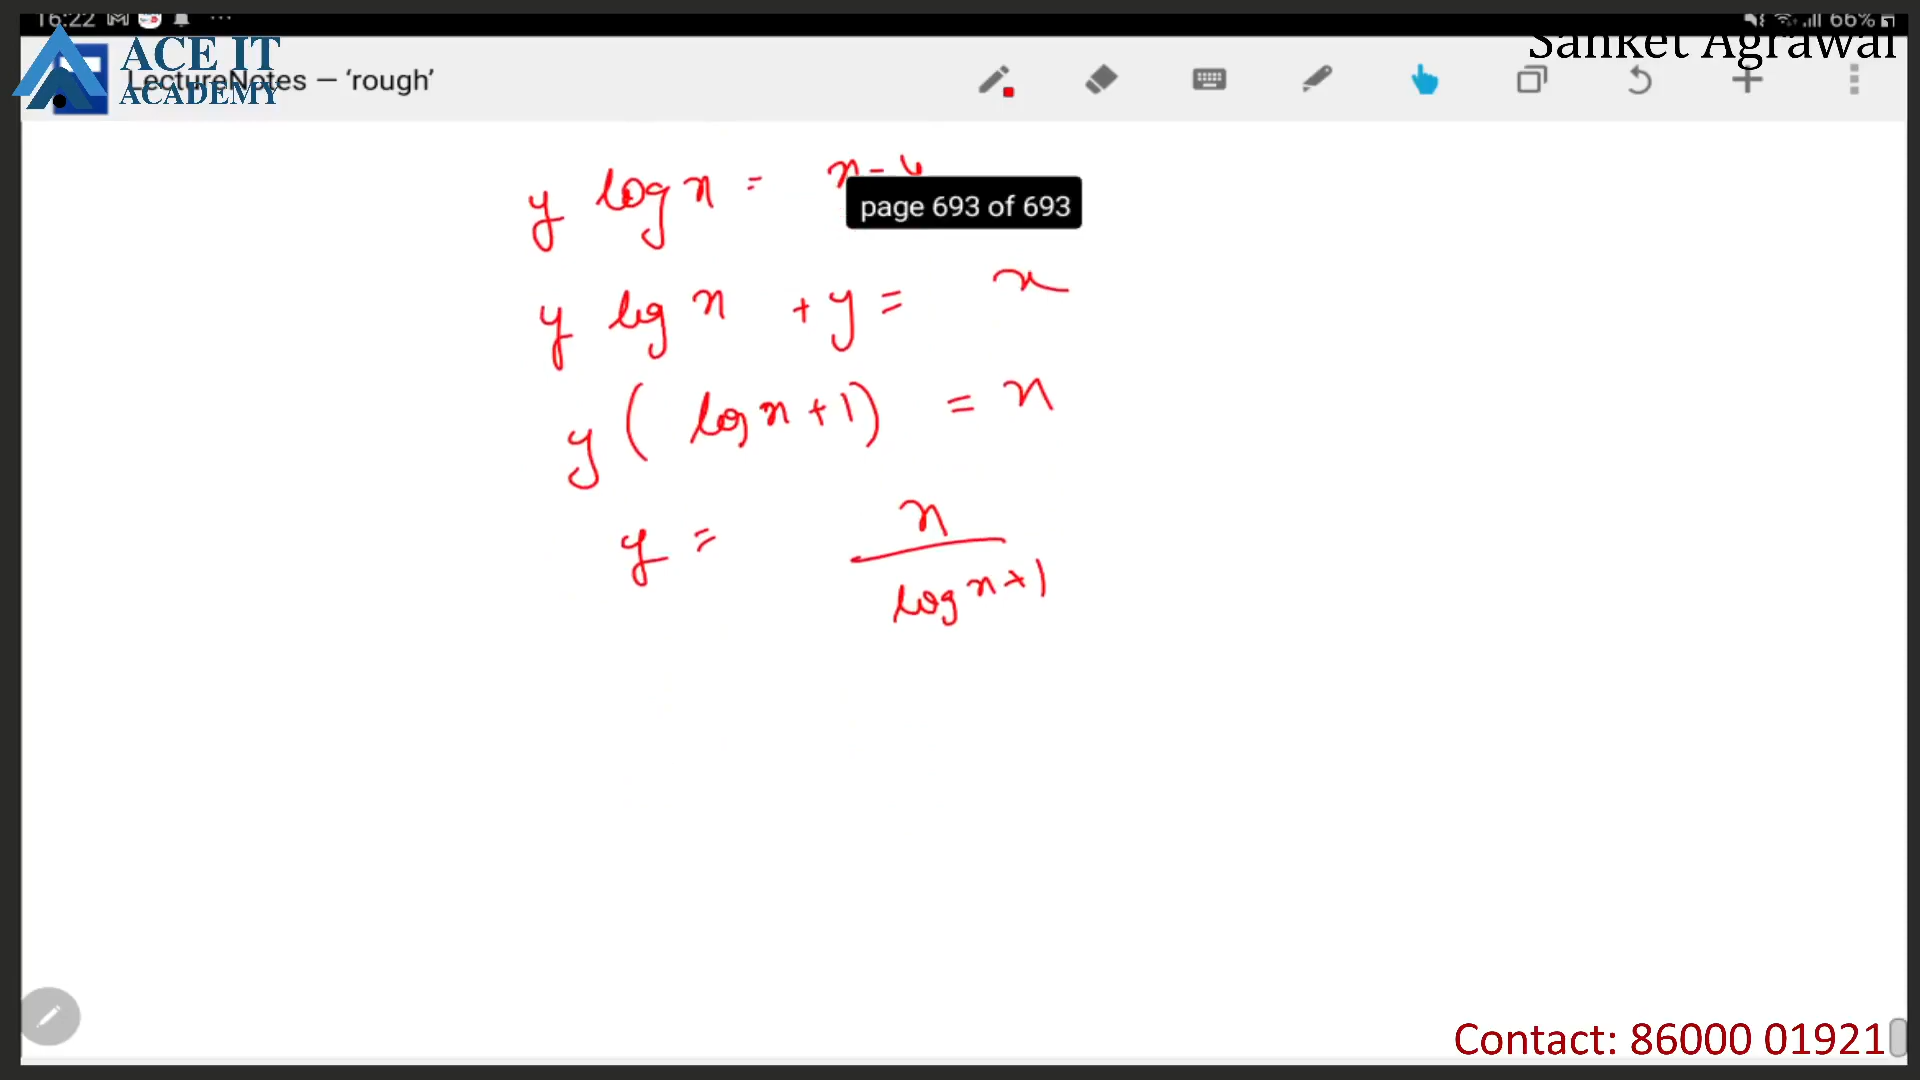 16:22 66%
Sanket Agrawal
ACE IT
ACADEMY
LectureNotes — ‘rough’
y log x = x - y
page 693 of 693
y log x + y = x
y ( log x + 1 ) = x
y = x / log x + 1
Contact: 86000 01921